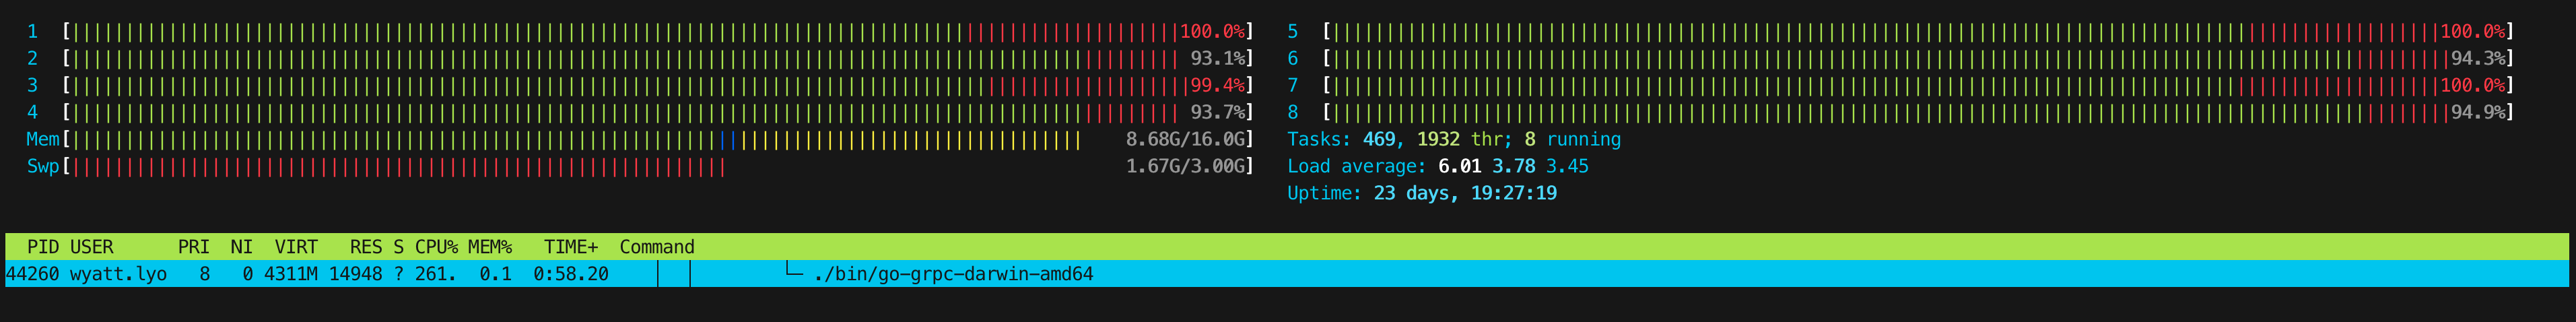 1 [100.0%] 5 [100.0%]
2 [93.1%] 6 [94.3%]
3 [99.4%] 7 [100.0%]
4 [93.7%] 8 [94.9%]
Mem[8.68G/16.0G] Tasks: 469, 1932 thr; 8 running
Swp[1.67G/3.00G] Load average: 6.01 3.78 3.45
Uptime: 23 days, 19:27:19
PID USER PRI NI VIRT RES S CPU% MEM% TIME+ Command
44260 wyatt.lyo 8 0 4311M 14948 ? 261. 0.1 0:58.20 │ │ └─ ./bin/go-grpc-darwin-amd64